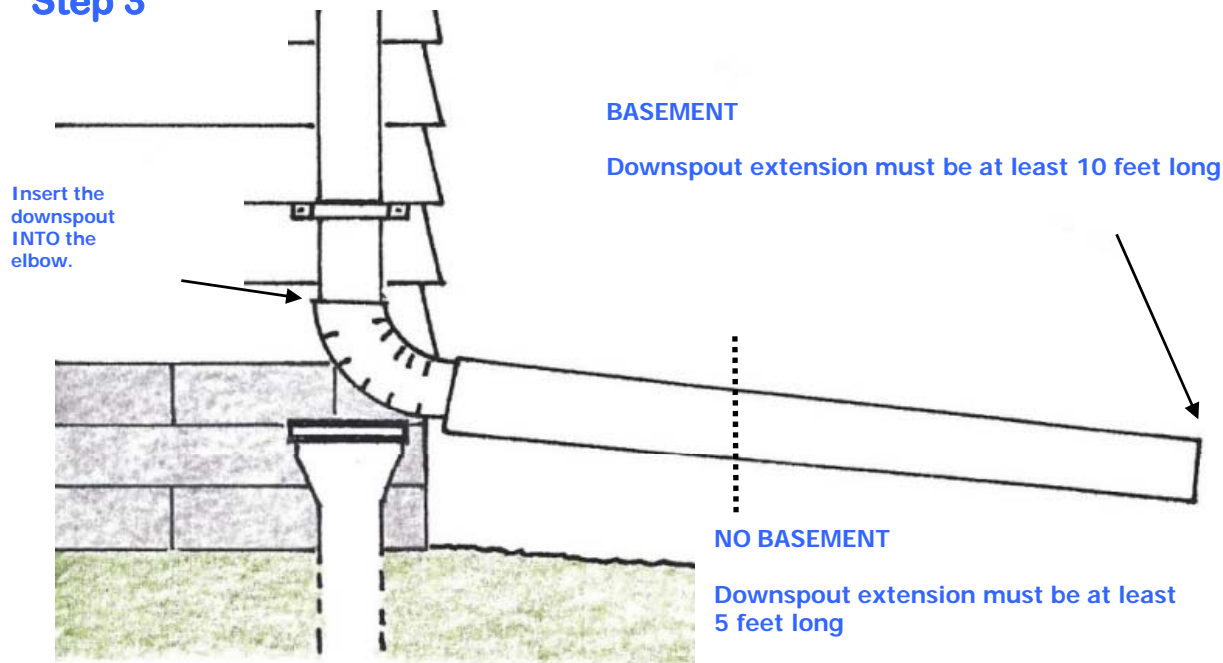 Step 3
BASEMENT
Downspout extension must be at least 10 feet long
Insert the
downspout
INTO the
elbow.
NO BASEMENT
Downspout extension must be at least
5 feet long